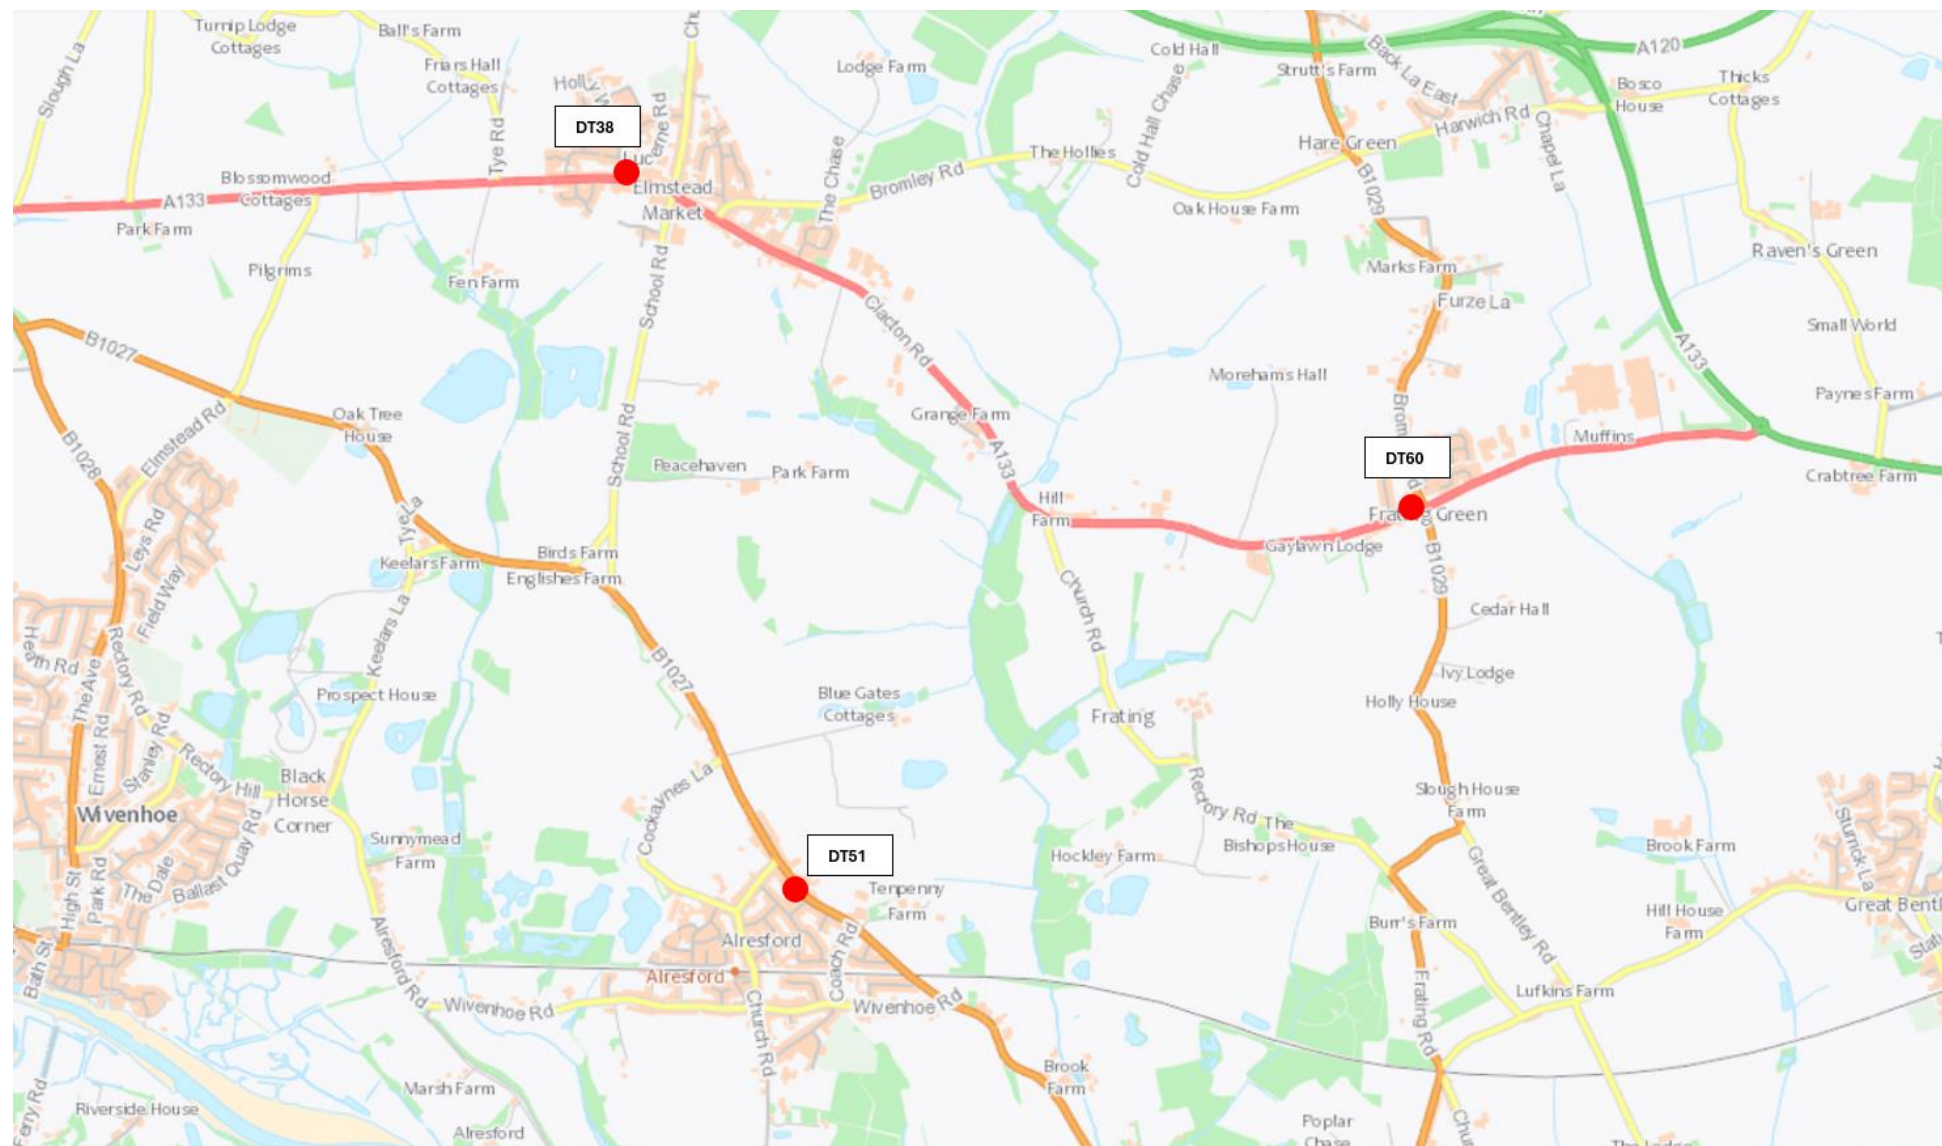 Turnip Lodge
Cottages
Ball's Farm
Slough La
Friars Hall
Cottages
Tye Rd
DT38
Lodge Farm
Cold Hall
Strutt's Farm
Back La East
A120
Bosco
House
Thicks
Cottages
Harwich Rd
Chapel La
Hare Green
Cold Hall Chase
The Hollies
Bromley Rd
The Chase
Blossomwood
Cottages
A133
Park Farm
Elmstead
Market
Oak House Farm
B1029
Raven's Green
Pilgrims
Fen Farm
School Rd
Marks Farm
Furze La
Clacton Rd
Small World
A133
B1027
Morehams Hall
Paynes Farm
Oak Tree
House
Elmstead Rd
B1028
Grange Farm
School Rd
Muffins
DT60
Peacehaven
Park Farm
A133
Crabtree Farm
Hill
Farm
Gaylawn Lodge
B1029
Leys Rd
Tye La
Keelars Farm
Birds Farm
Englishes Farm
Field Way
Keelars La
Church Rd
Cedar Hall
Heath Rd
The Ave
Rectory Rd
B1027
Ivy Lodge
Prospect House
Blue Gates
Cottages
Holly House
Frating
Ernest Rd
Stanley Rd
Rectory Hill
Black
Horse
Corner
Cockaynes La
Rectory Rd
The
Bishops House
Slough House
Farm
Wivenhoe
Sunnymead
Farm
DT51
Hockley Farm
Great Bentley Rd
Brook Farm
Sturrick La
High St
Park Rd
The Dale
Ballast Quay Rd
Tenpenny
Farm
Burr's Farm
Hill House
Farm
Alresford
Bath St
Alresford Rd
Alresford
Coach Rd
Wivenhoe Rd
Wivenhoe Rd
Church Rd
Frating Rd
Lufkins Farm
Marsh Farm
Brook
Farm
Riverside House
Ferry Rd
Alresford
Poplar
Chase